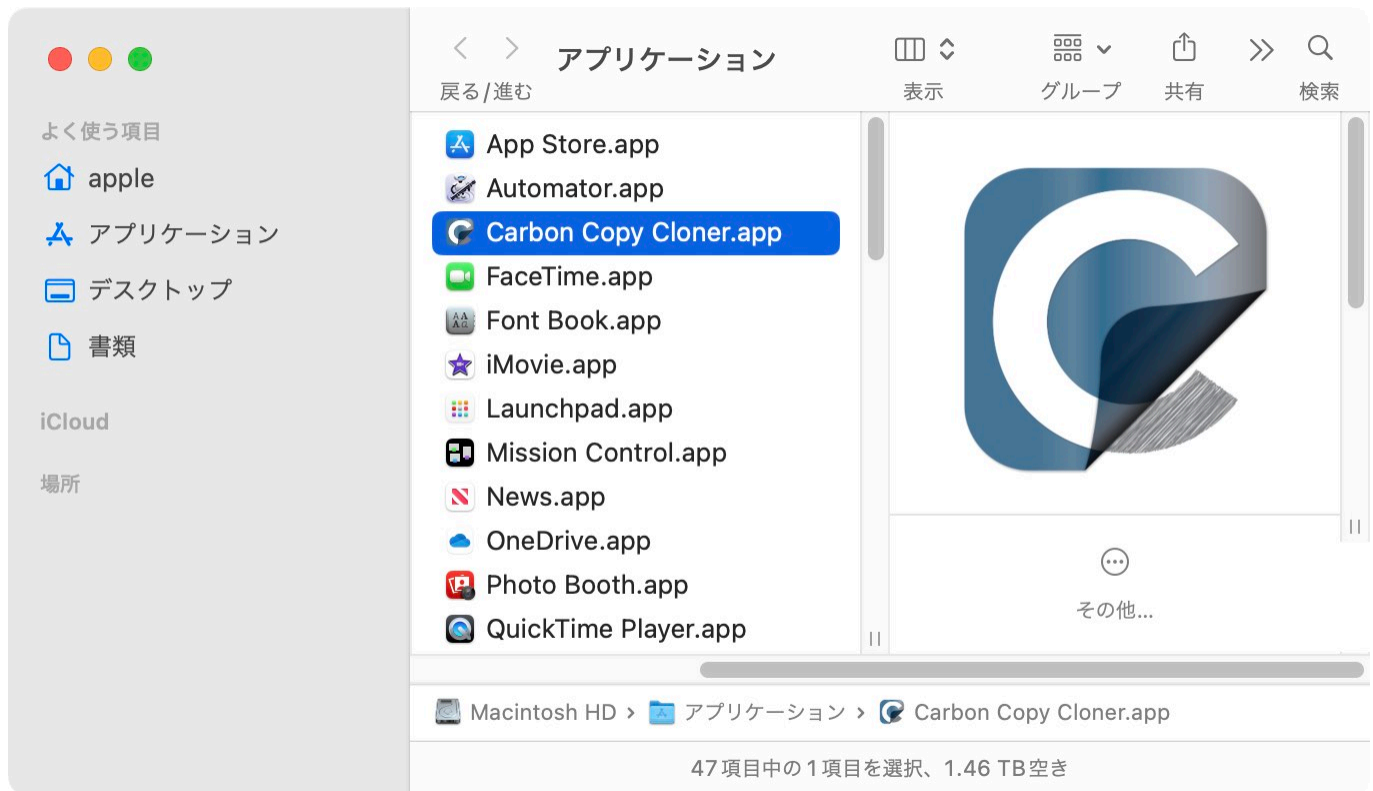 よく使う項目
apple
アプリケーション
デスクトップ
書類
iCloud
場所
アプリケーション
戻る/進む
表示
グループ
共有
検索
App Store.app
Automator.app
Carbon Copy Cloner.app
FaceTime.app
Font Book.app
iMovie.app
Launchpad.app
Mission Control.app
News.app
OneDrive.app
Photo Booth.app
QuickTime Player.app
その他...
Macintosh HD › アプリケーション › Carbon Copy Cloner.app
47項目中の1項目を選択、1.46 TB空き